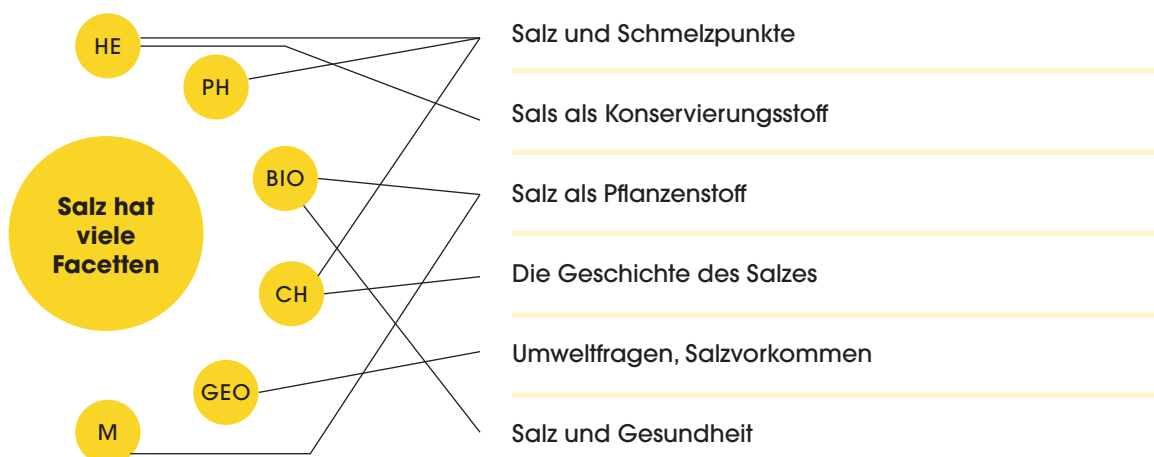 HE
PH
BIO
CH
GEO
M
Salz hat
viele
Facetten
Salz und Schmelzpunkte
Sals als Konservierungsstoff
Salz als Pflanzenstoff
Die Geschichte des Salzes
Umweltfragen, Salzvorkommen
Salz und Gesundheit